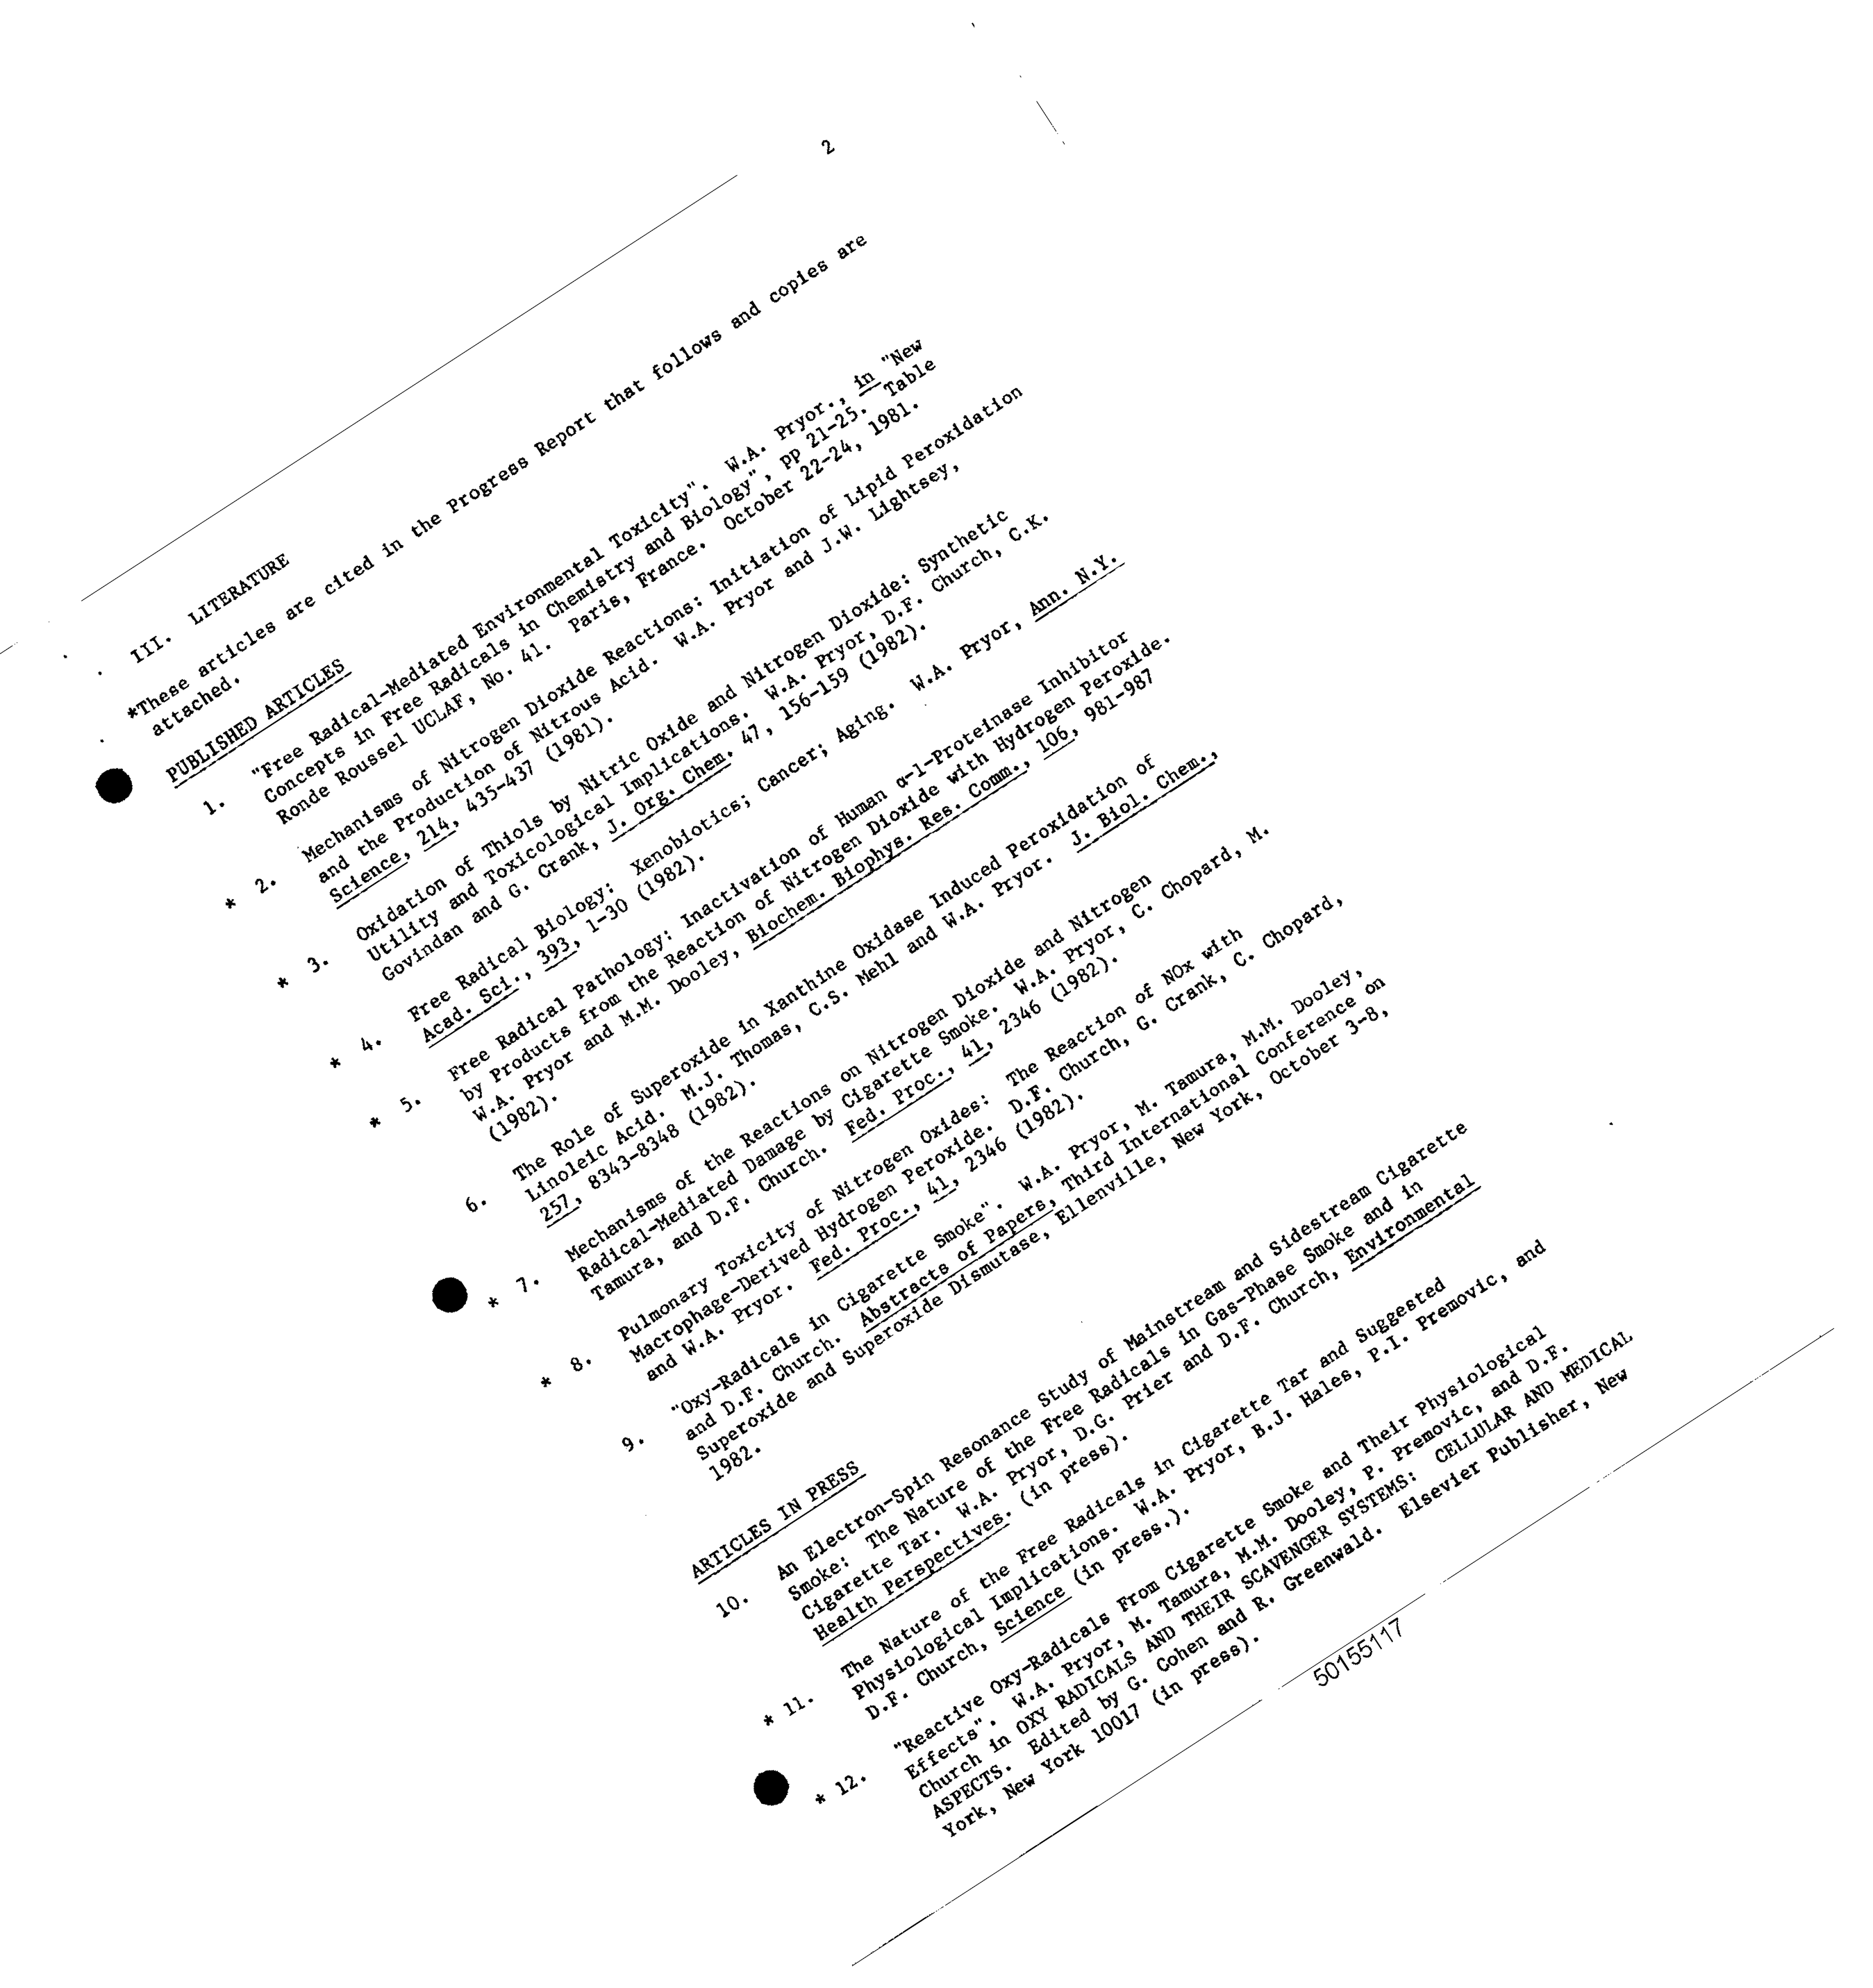 2
III. LITERATURE
*These articles are cited in the Progress Report that follows and copies are
attached.
PUBLISHED ARTICLES
1. "Free Radical-Mediated Environmental Toxicity". W.A. Pryor., in "New
Concepts in Free Radicals in Chemistry and Biology", pp 21-25. Table
Ronde Roussel UCLAF, No. 41. Paris, France. October 22-24, 1981.
* 2. Mechanisms of Nitrogen Dioxide Reactions: Initiation of Lipid Peroxidation
and the Production of Nitrous Acid. W.A. Pryor and J.W. Lightsey,
Science, 214, 435-437 (1981).
* 3. Oxidation of Thiols by Nitric Oxide and Nitrogen Dioxide: Synthetic
Utility and Toxicological Implications. W.A. Pryor, D.F. Church, C.K.
Govindan and G. Crank, J. Org. Chem. 47, 156-159 (1982).
* 4. Free Radical Biology: Xenobiotics; Cancer; Aging. W.A. Pryor, Ann. N.Y.
Acad. Sci., 393, 1-30 (1982).
* 5. Free Radical Pathology: Inactivation of Human α-1-Proteinase Inhibitor
by Products from the Reaction of Nitrogen Dioxide with Hydrogen Peroxide.
W.A. Pryor and M.M. Dooley, Biochem. Biophys. Res. Comm., 106, 981-987
(1982).
6. The Role of Superoxide in Xanthine Oxidase Induced Peroxidation of
Linoleic Acid. M.J. Thomas, C.S. Mehl and W.A. Pryor. J. Biol. Chem.,
257, 8343-8348 (1982).
* 7. Mechanisms of the Reactions on Nitrogen Dioxide and Nitrogen
Radical-Mediated Damage by Cigarette Smoke. W.A. Pryor, C. Chopard, M.
Tamura, and D.F. Church. Fed. Proc., 41, 2346 (1982).
* 8. Pulmonary Toxicity of Nitrogen Oxides: The Reaction of NOx with
Macrophage-Derived Hydrogen Peroxide. D.F. Church, G. Crank, C. Chopard,
and W.A. Pryor. Fed. Proc., 41, 2346 (1982).
9. "Oxy-Radicals in Cigarette Smoke". W.A. Pryor, M. Tamura, M.M. Dooley,
and D.F. Church. Abstracts of Papers, Third International Conference on
Superoxide and Superoxide Dismutase, Ellenville, New York, October 3-8,
1982.
ARTICLES IN PRESS
10. An Electron-Spin Resonance Study of Mainstream and Sidestream Cigarette
Smoke: The Nature of the Free Radicals in Gas-Phase Smoke and in
Cigarette Tar. W.A. Pryor, D.G. Prier and D.F. Church, Environmental
Health Perspectives. (in press).
* 11. The Nature of the Free Radicals in Cigarette Tar and Suggested
Physiological Implications. W.A. Pryor, B.J. Hales, P.I. Premovic, and
D.F. Church, Science (in press.).
* 12. "Reactive Oxy-Radicals From Cigarette Smoke and Their Physiological
Effects". W.A. Pryor, M. Tamura, M.M. Dooley, P. Premovic, and D.F.
Church in OXY RADICALS AND THEIR SCAVENGER SYSTEMS: CELLULAR AND MEDICAL
ASPECTS. Edited by G. Cohen and R. Greenwald. Elsevier Publisher, New
York, New York 10017 (in press).
50155117